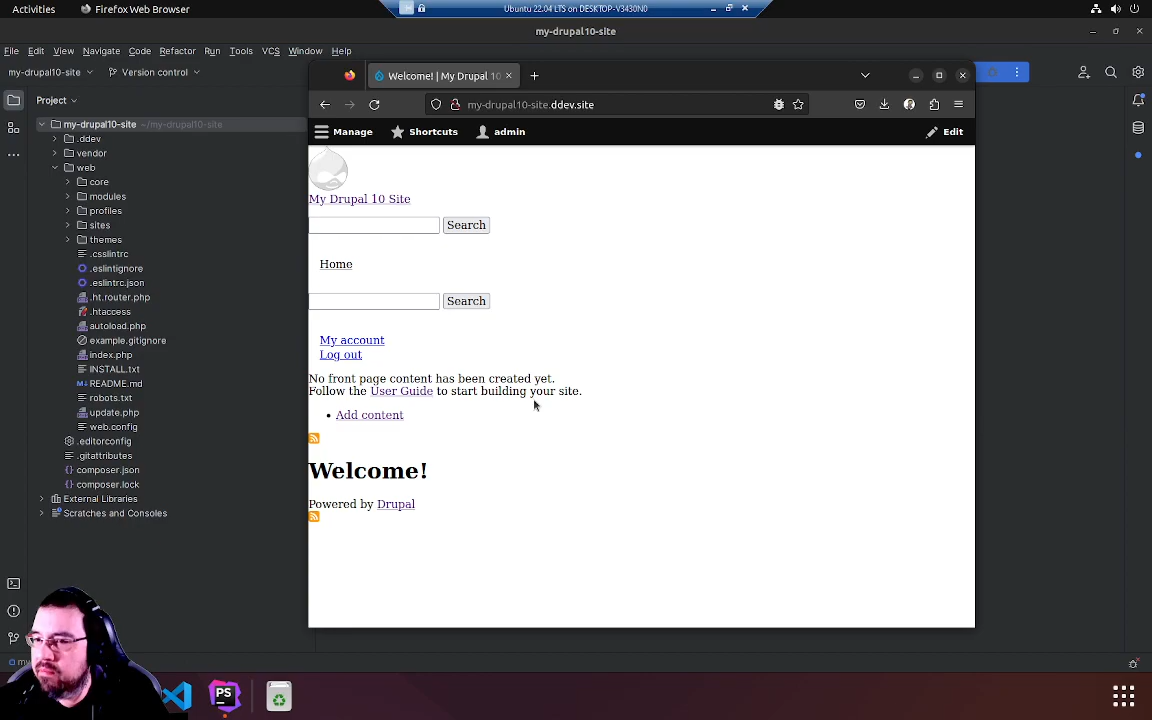 Activities
Firefox Web Browser
Ubuntu 22.04 LTS on DESKTOP-V3430N0
my-drupal10-site
File Edit View Navigate Code Refactor Run Tools VCS Window Help
my-drupal10-site
Version control
Project
my-drupal10-site ~/my-drupal10-site
.ddev
vendor
web
core
modules
profiles
sites
themes
.csslintrc
.eslintignore
.eslintrc.json
.ht.router.php
.htaccess
autoload.php
example.gitignore
index.php
INSTALL.txt
README.md
robots.txt
update.php
web.config
.editorconfig
.gitattributes
composer.json
composer.lock
External Libraries
Scratches and Consoles
Welcome! | My Drupal 10
my-drupal10-site.ddev.site
Manage
Shortcuts
admin
Edit
My Drupal 10 Site
Search
Home
Search
My account
Log out
No front page content has been created yet.
Follow the User Guide to start building your site.
Add content
Welcome!
Powered by Drupal
PS